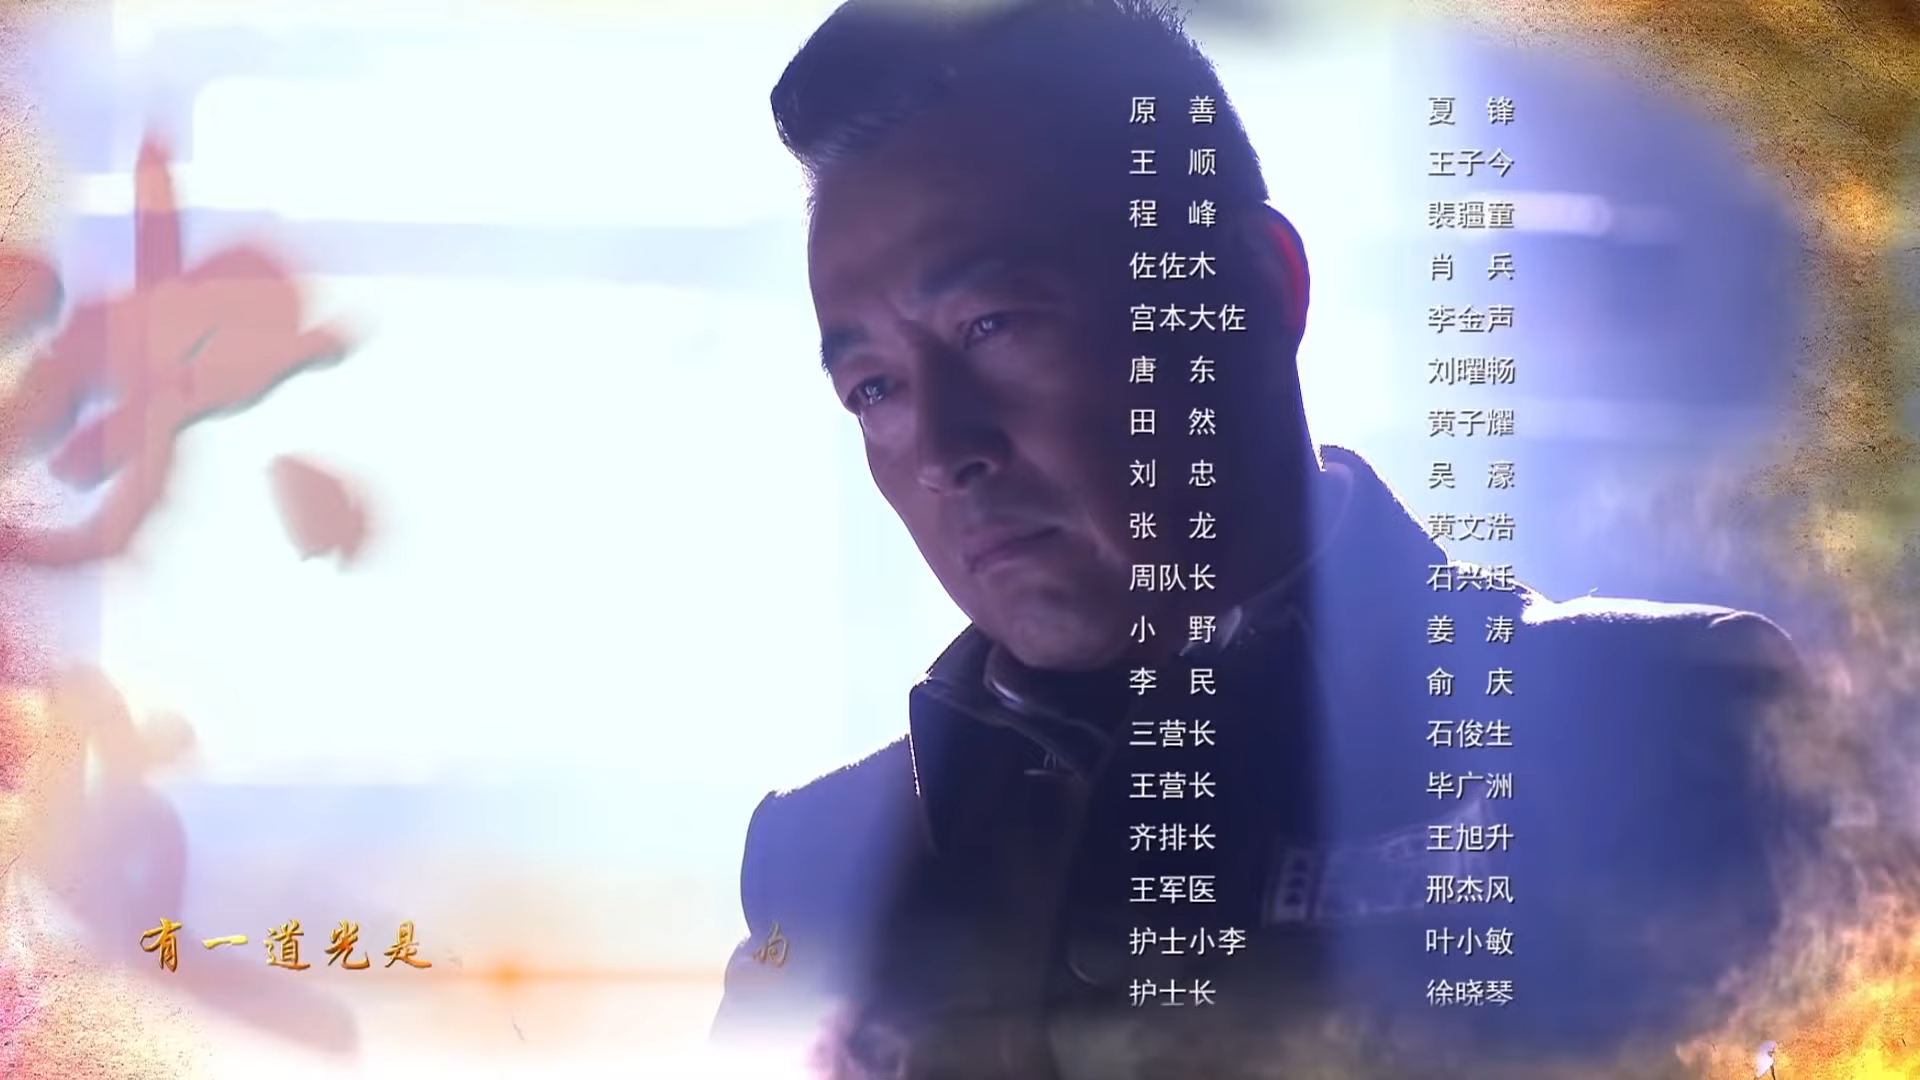 原 善 夏 锋
王 顺 王子今
程 峰 裴疆童
佐佐木 肖 兵
宫本大佐 李金声
唐 东 刘曜畅
田 然 黄子耀
刘 忠 吴 濠
张 龙 黄文浩
周队长 石兴迁
小 野 姜 涛
李 民 俞 庆
三营长 石俊生
王营长 毕广洲
齐排长 王旭升
王军医 邢杰风
护士小李 叶小敏
护士长 徐晓琴
有一道光是